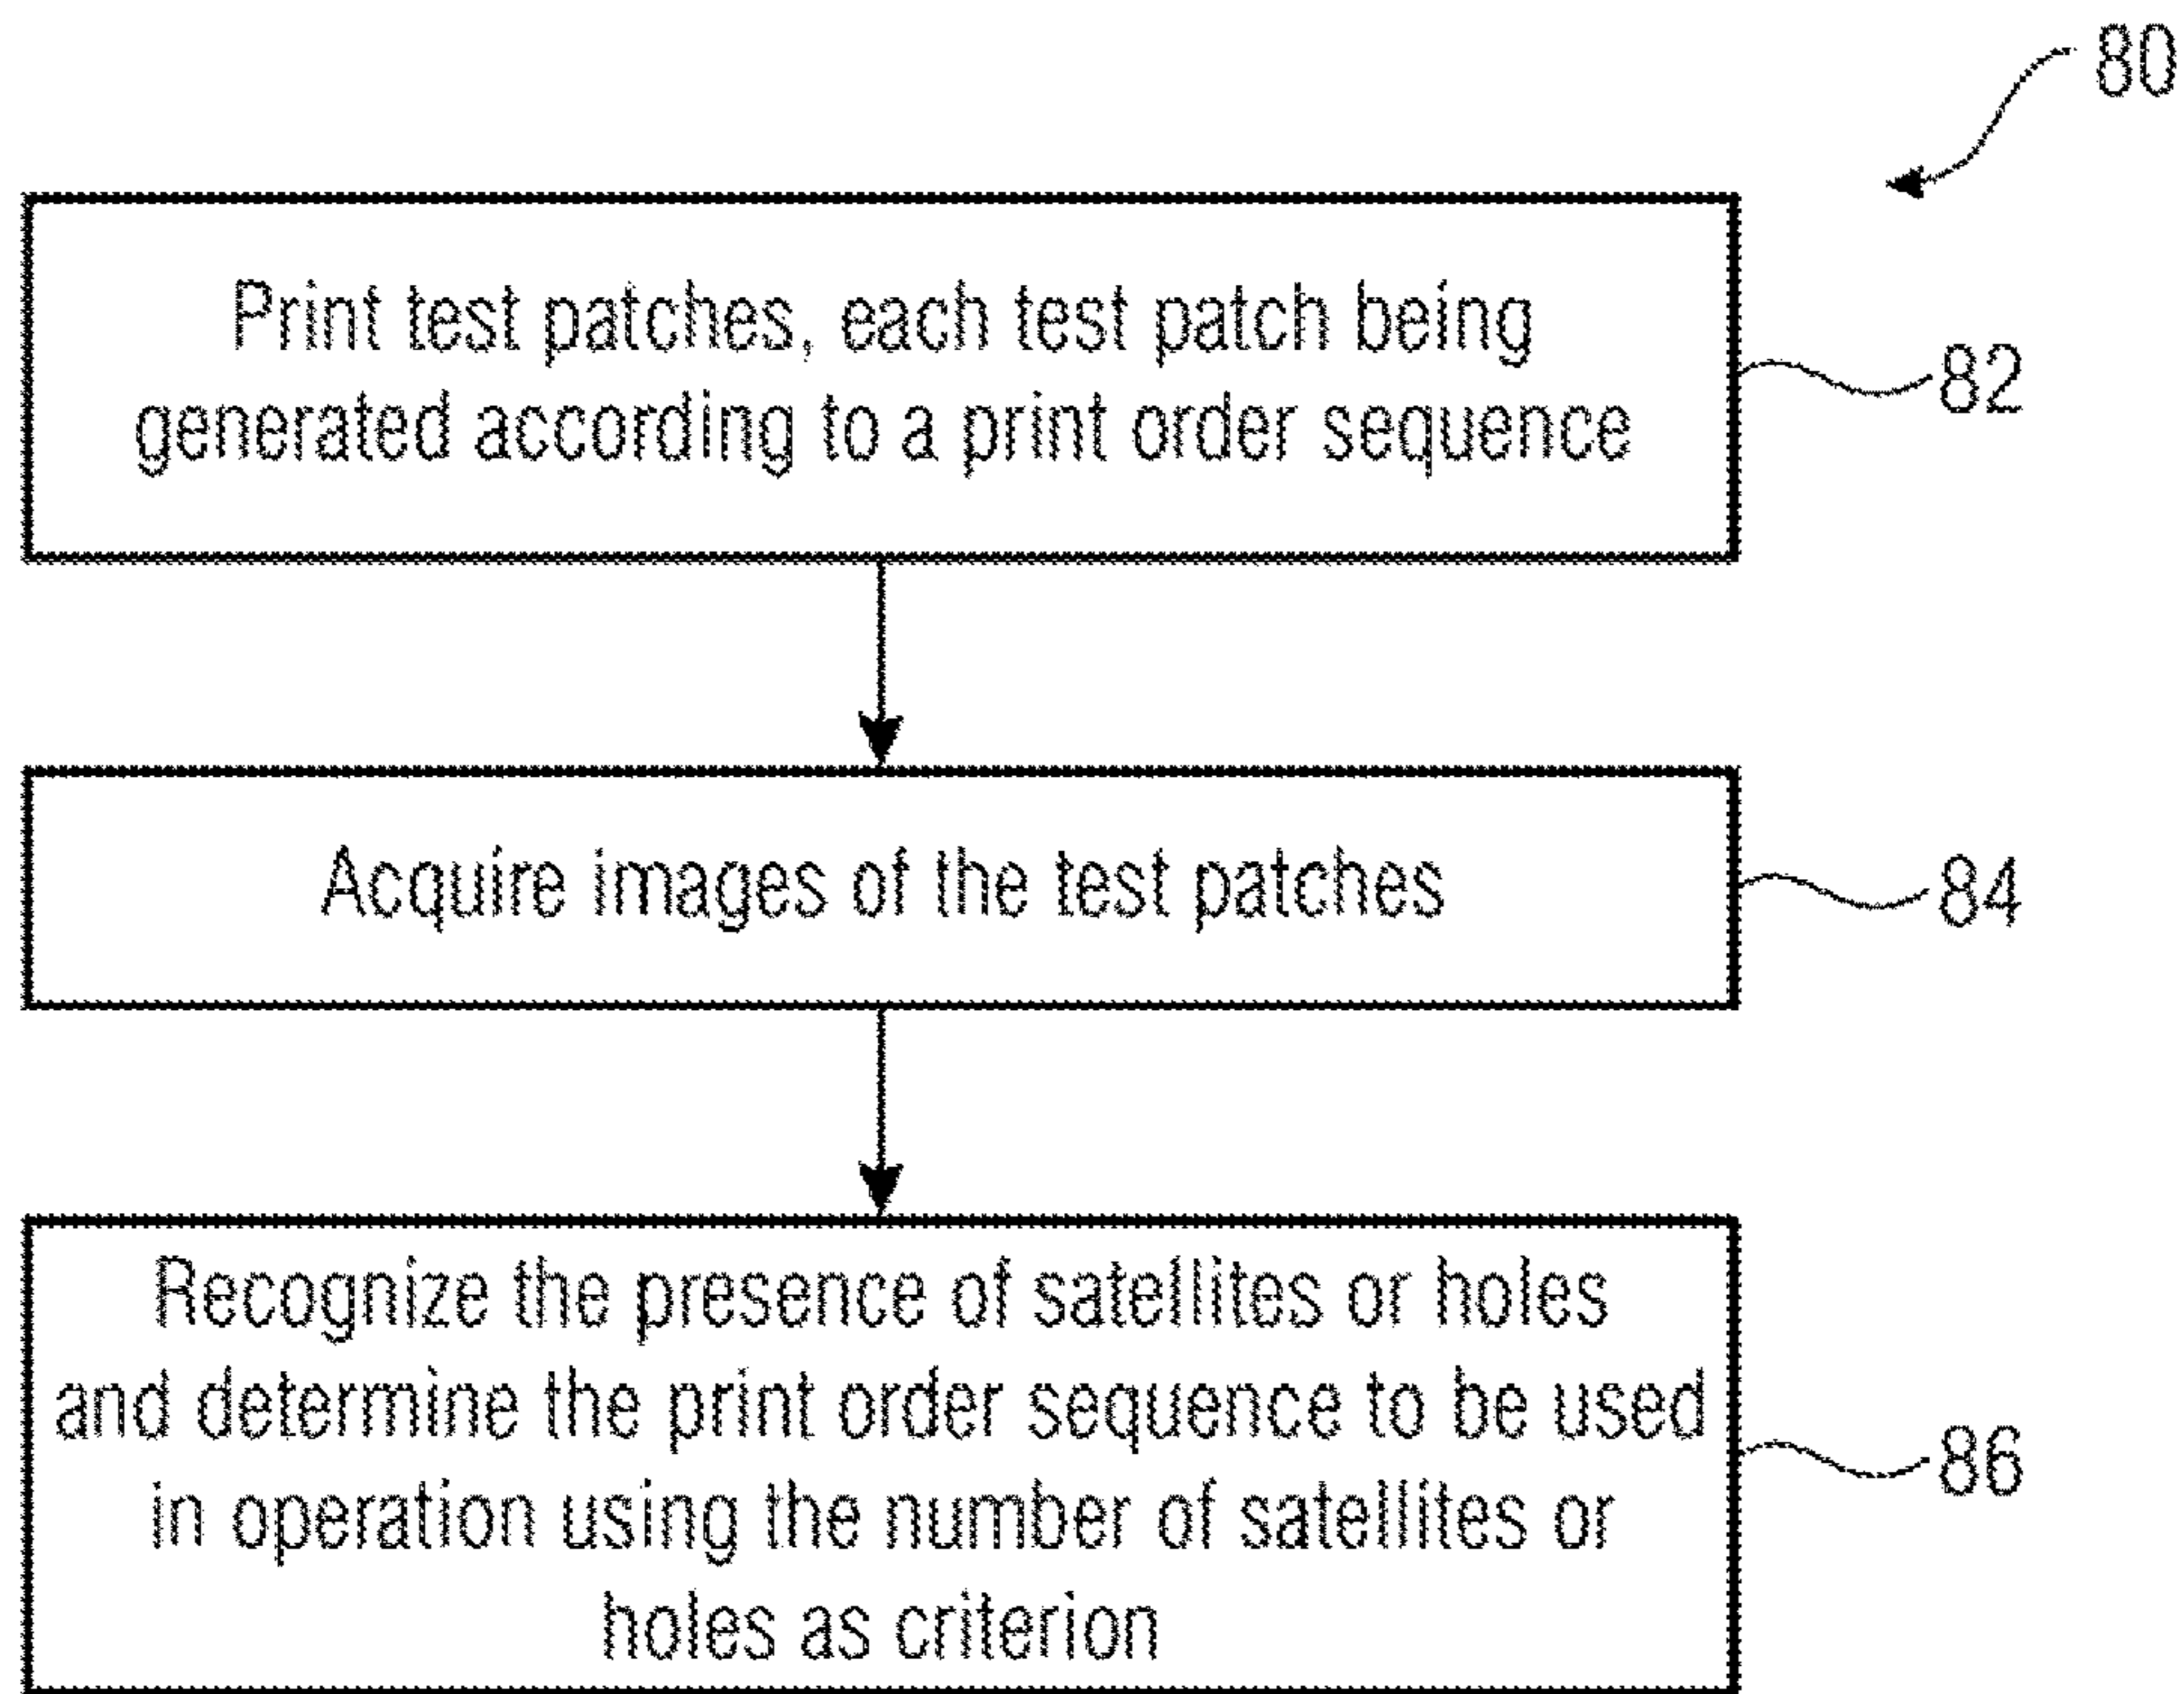 80
Print test patches, each test patch being
generated according to a print order sequence
82
Acquire images of the test patches
84
Recognize the presence of satellites or holes
and determine the print order sequence to be used
in operation using the number of satellites or
holes as criterion
86